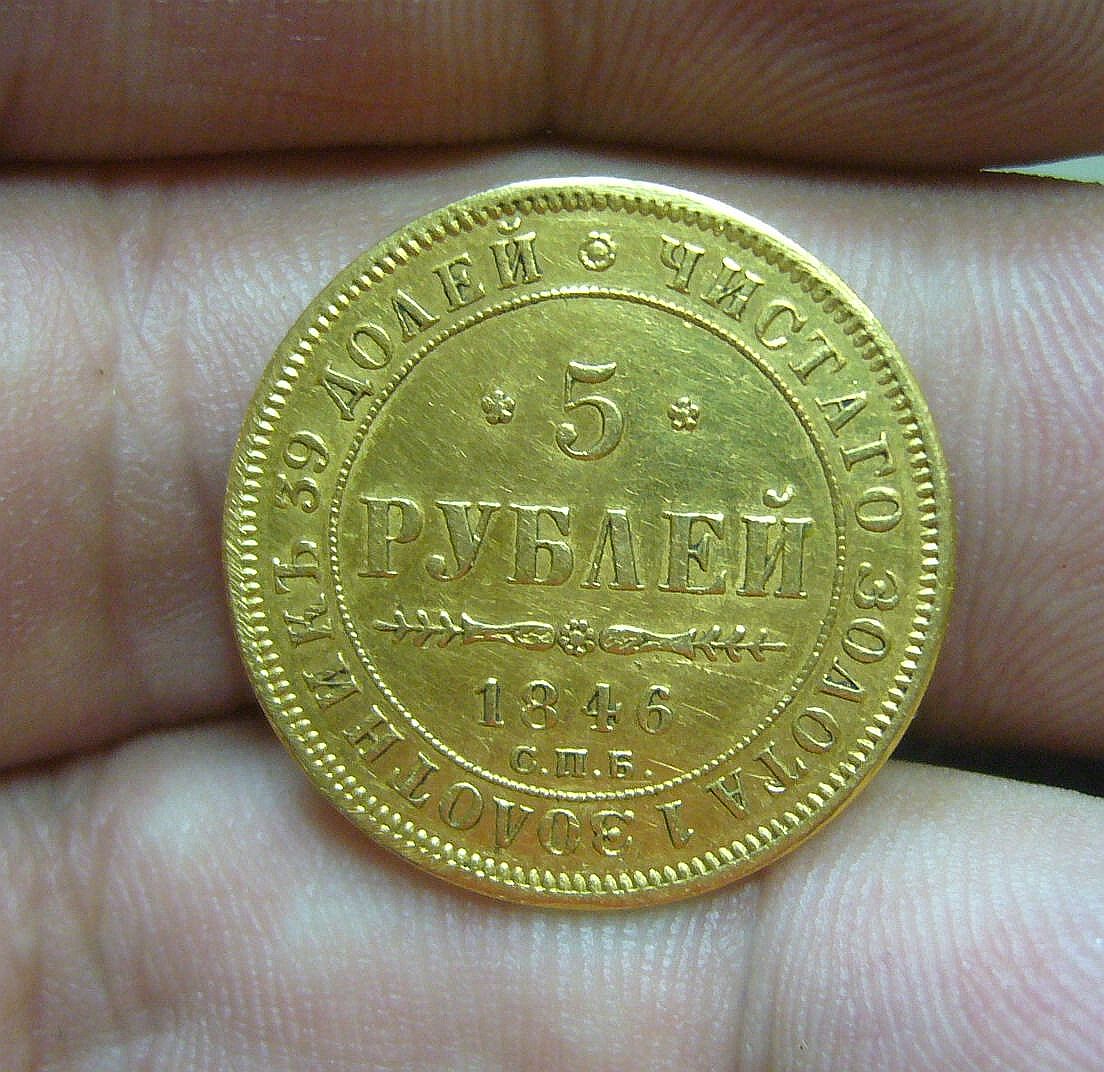 ЧИСТАГО ЗОЛОТА 1 ЗОЛОТНИКЪ 39 ДОЛЕЙ
5
РУБЛЕЙ
1846
С.П.Б.